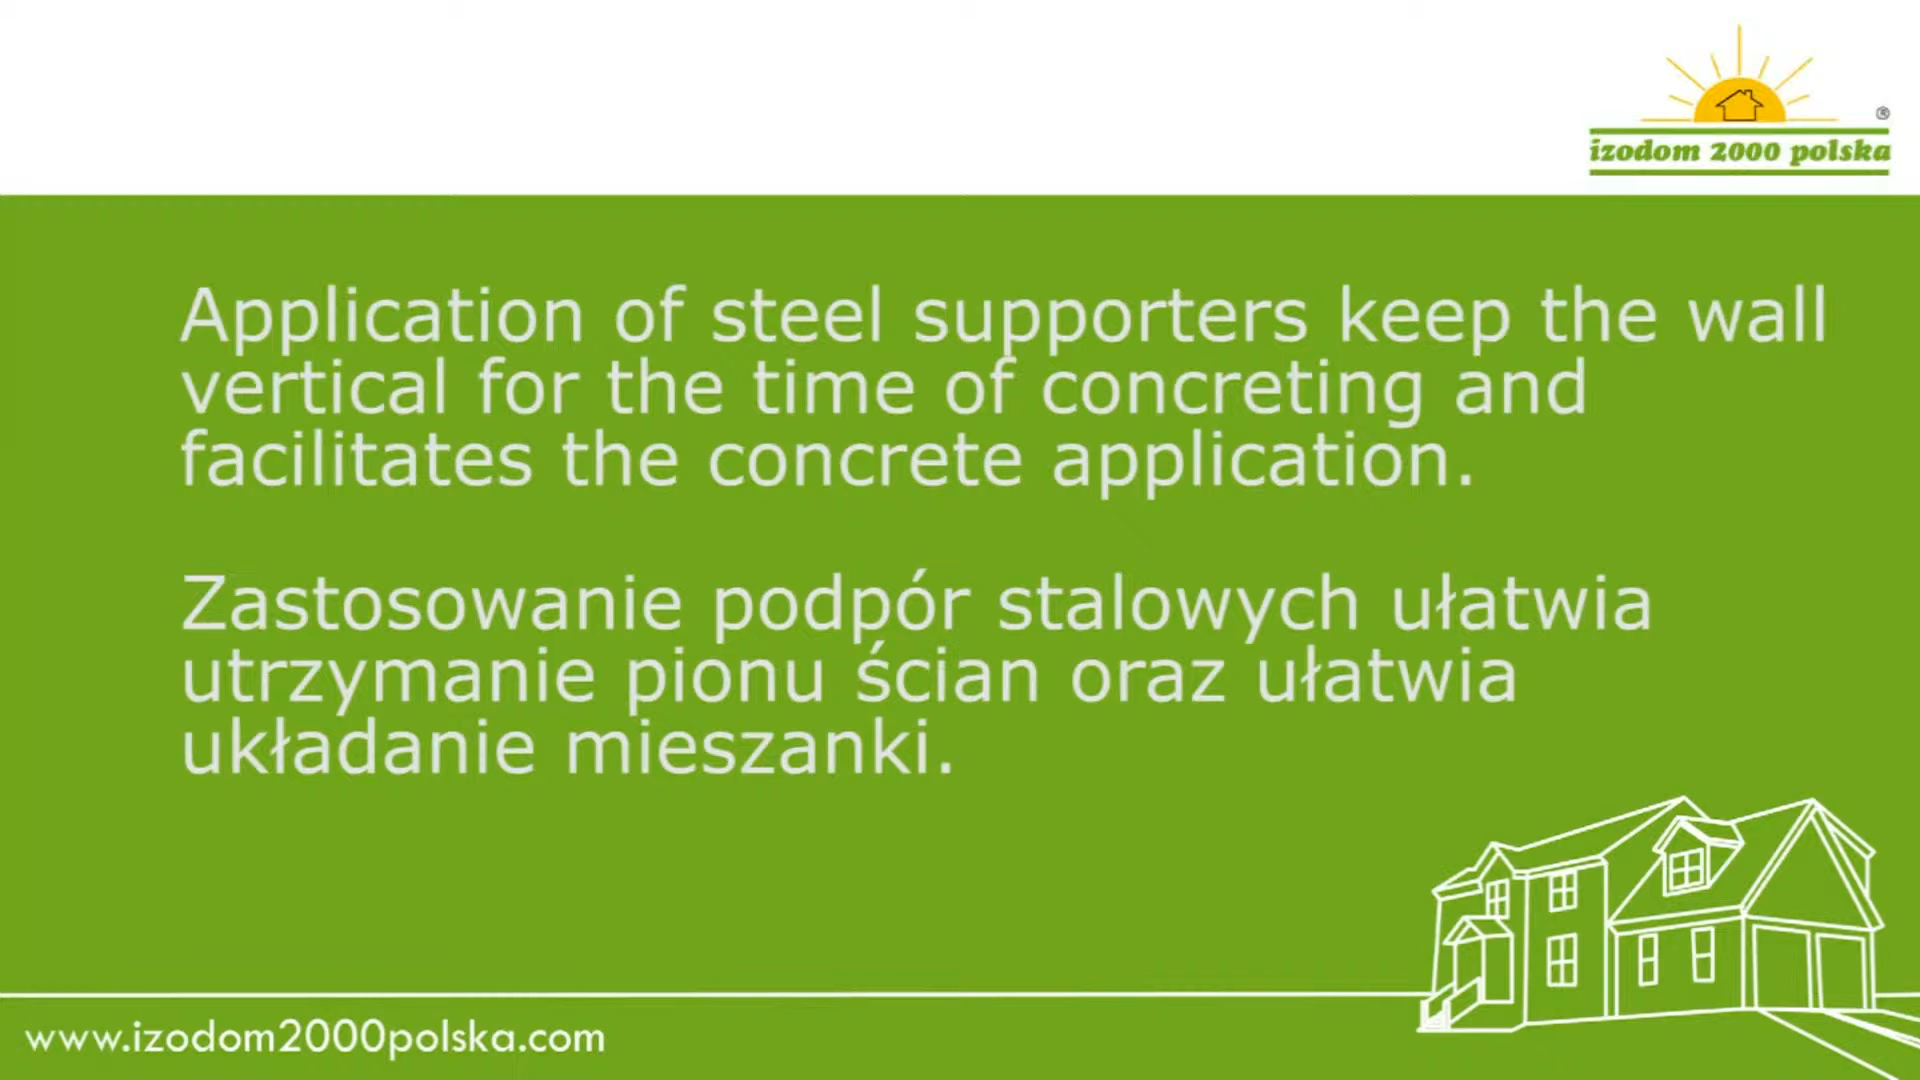 ®
izodom 2000 polska
Application of steel supporters keep the wall
vertical for the time of concreting and
facilitates the concrete application.
Zastosowanie podpór stalowych ułatwia
utrzymanie pionu ścian oraz ułatwia
układanie mieszanki.
www.izodom2000polska.com